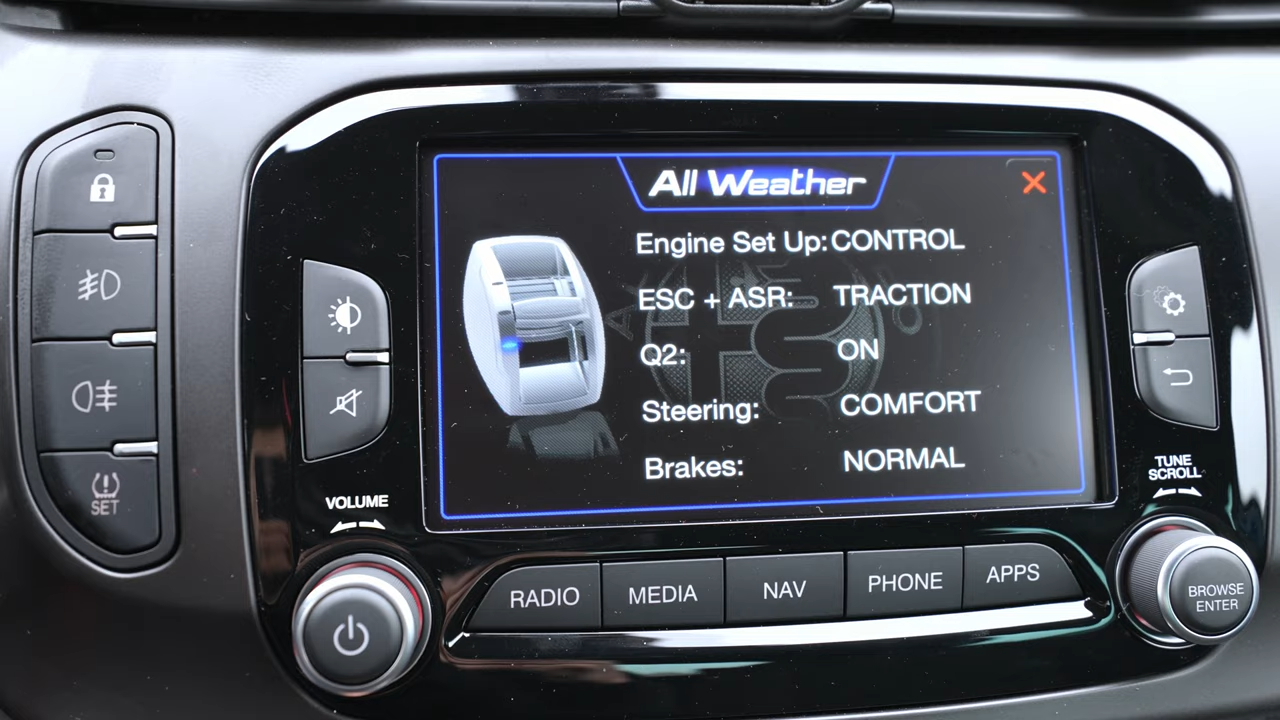 All Weather
Engine Set Up: CONTROL
ESC + ASR: TRACTION
Q2: ON
Steering: COMFORT
Brakes: NORMAL
SET
VOLUME
TUNE
SCROLL
RADIO
MEDIA
NAV
PHONE
APPS
BROWSE
ENTER